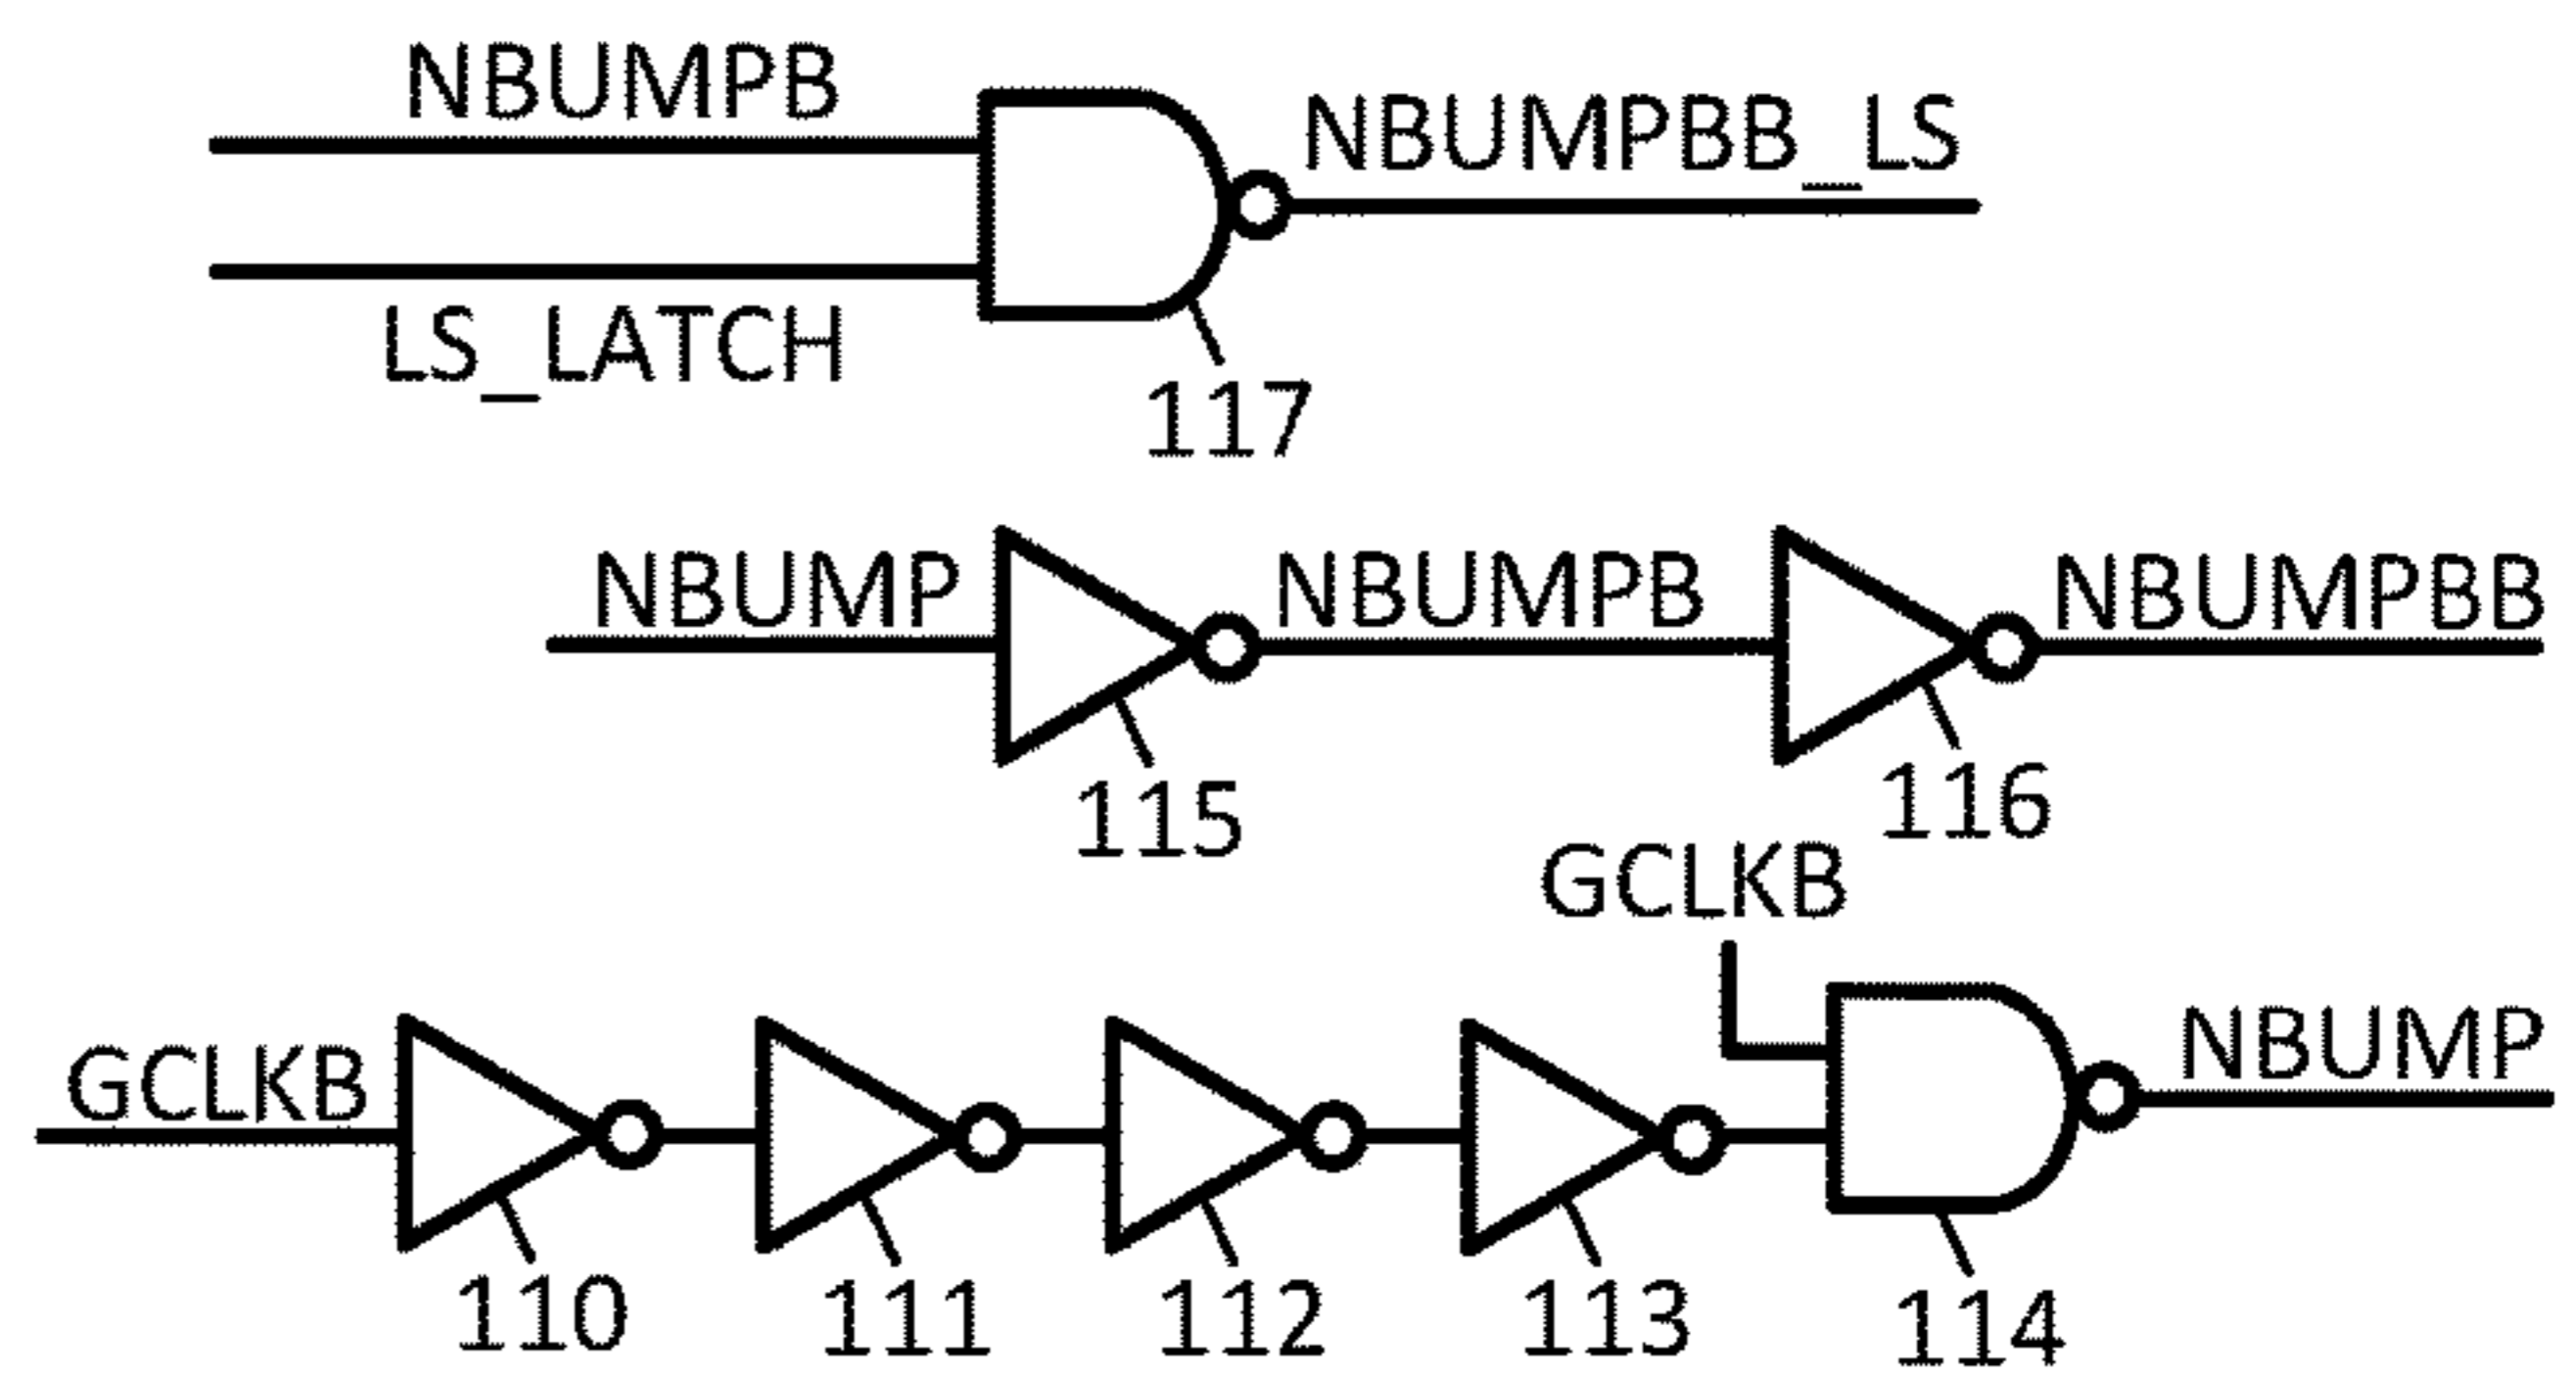 NBUMPB
NBUMPBB_LS
LS_LATCH
117
NBUMP NBUMPB NBUMPBB
115 116
GCLKB
GCLKB NBUMP
110 111 112 113 114